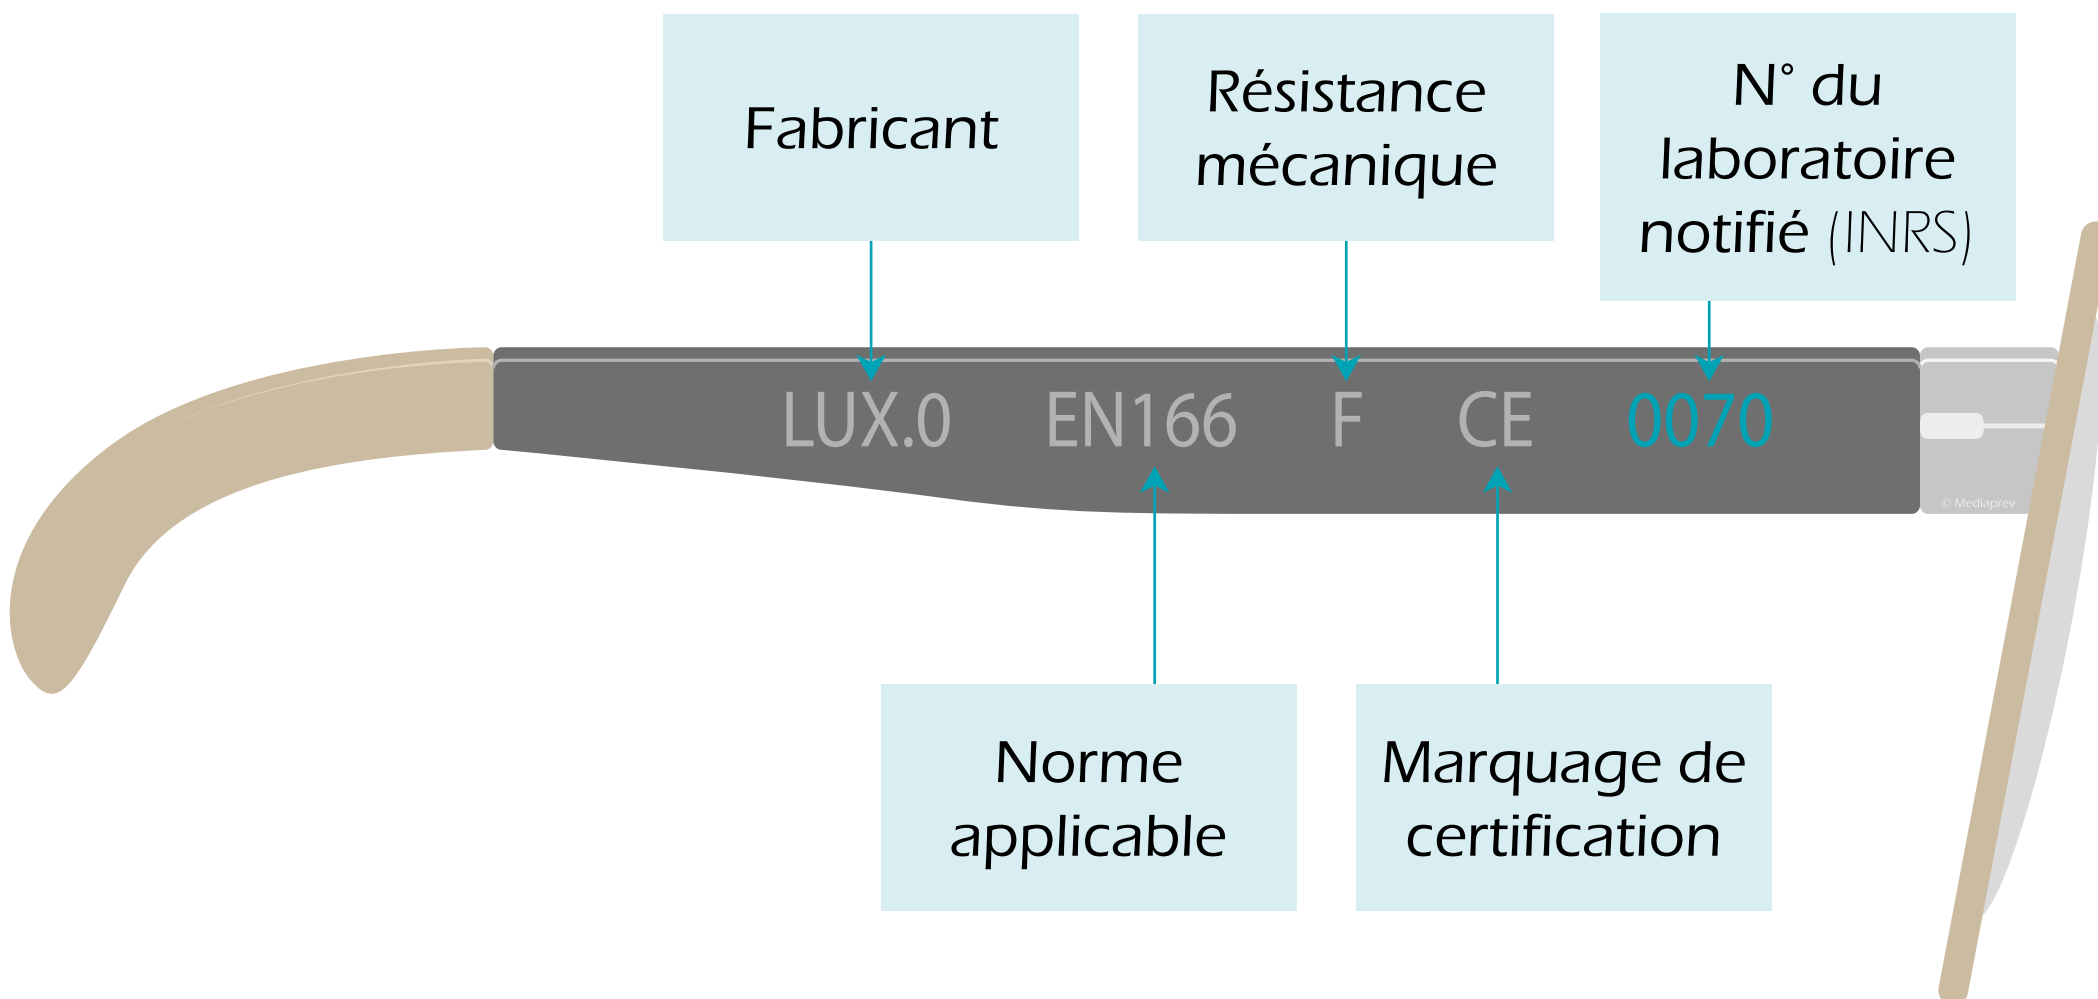 Fabricant
Résistance
mécanique
N° du
laboratoire
notifié (INRS)
LUX.0 EN166 F CE 0070
© Mediaprev
Norme
applicable
Marquage de
certification